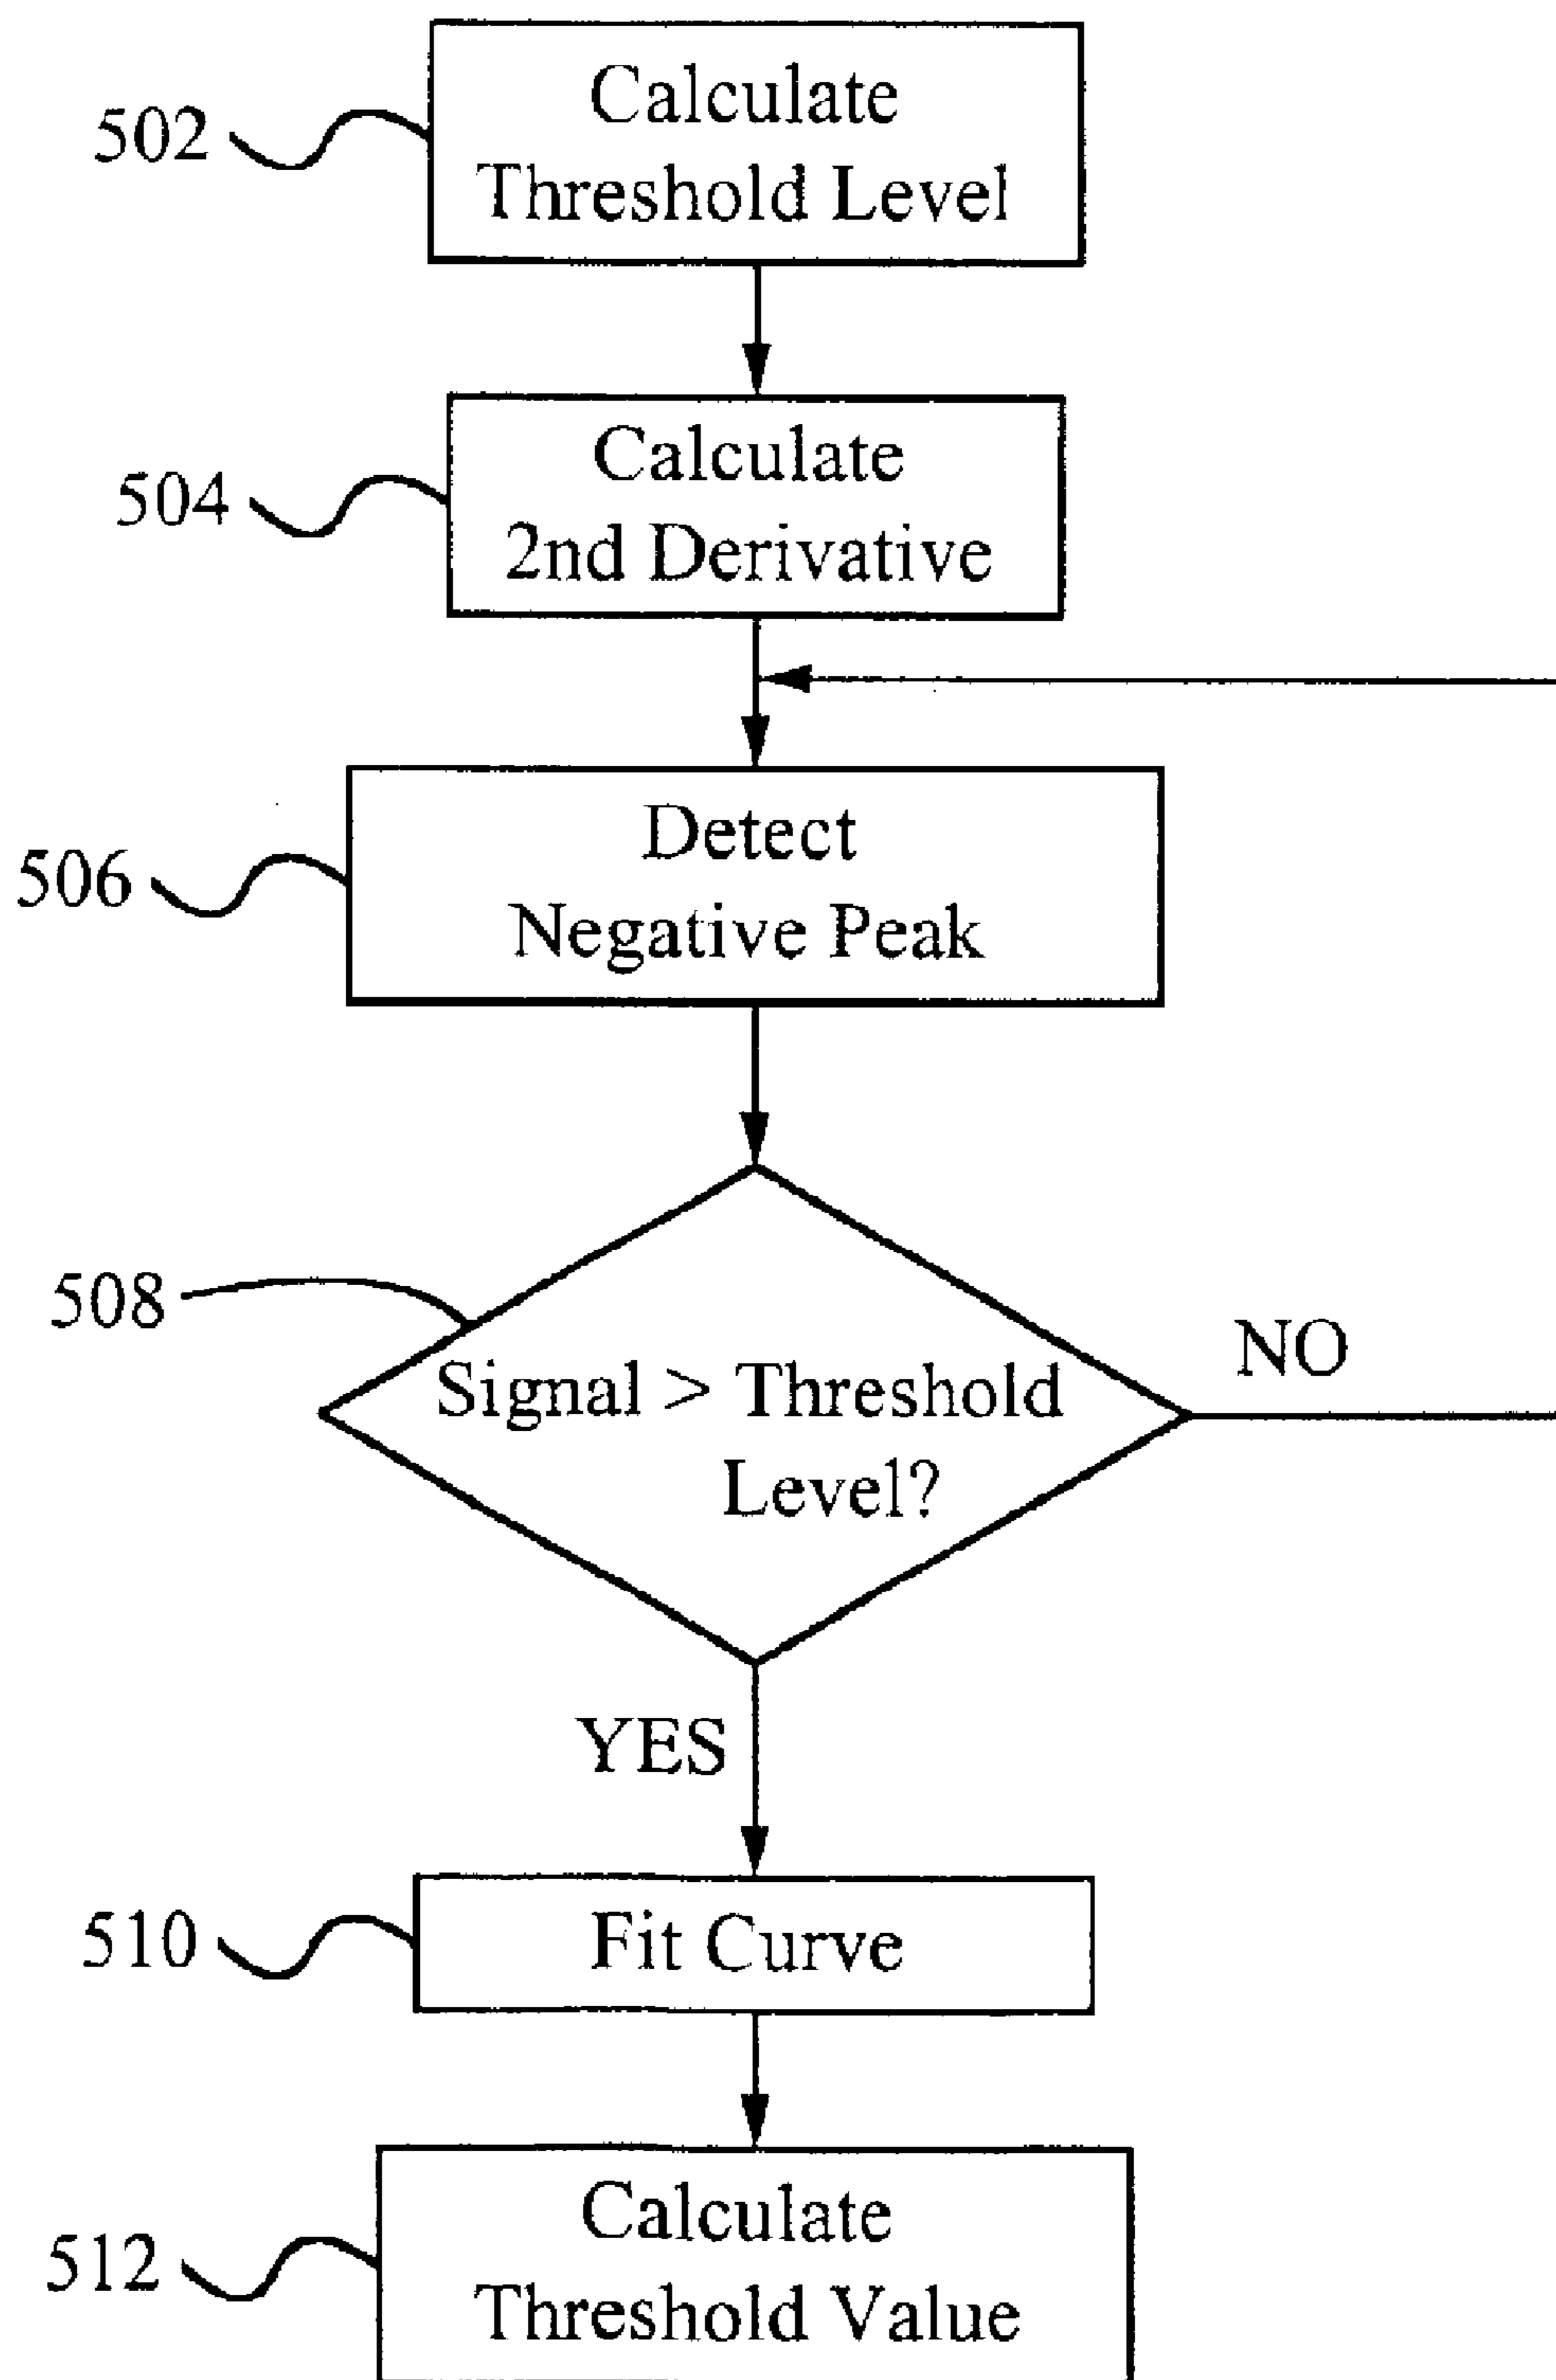 502
Calculate
Threshold Level
504
Calculate
2nd Derivative
506
Detect
Negative Peak
508
Signal > Threshold
Level?
NO
YES
510
Fit Curve
512
Calculate
Threshold Value